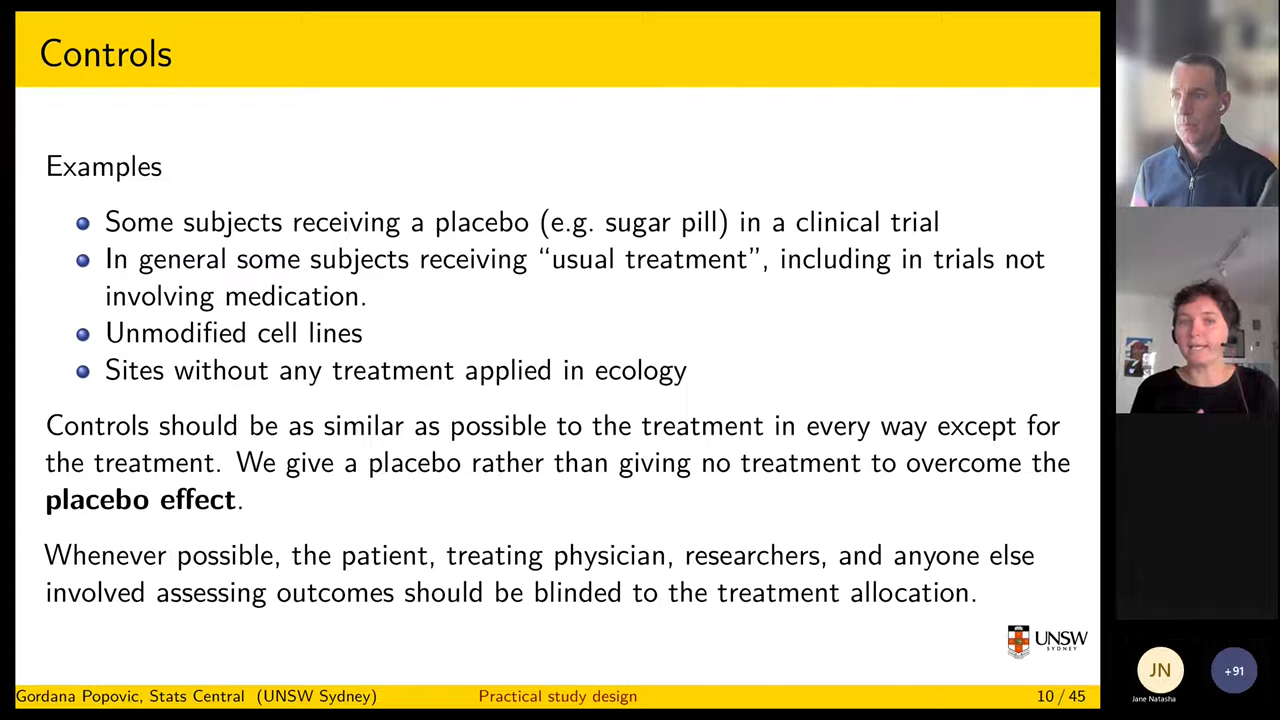 Controls
Examples
Some subjects receiving a placebo (e.g. sugar pill) in a clinical trial
In general some subjects receiving “usual treatment”, including in trials not
involving medication.
Unmodified cell lines
Sites without any treatment applied in ecology
Controls should be as similar as possible to the treatment in every way except for
the treatment. We give a placebo rather than giving no treatment to overcome the
placebo effect.
Whenever possible, the patient, treating physician, researchers, and anyone else
involved assessing outcomes should be blinded to the treatment allocation.
UNSW
SYDNEY
Gordana Popovic, Stats Central (UNSW Sydney) Practical study design 10 / 45
JN +91
Jane Natasha